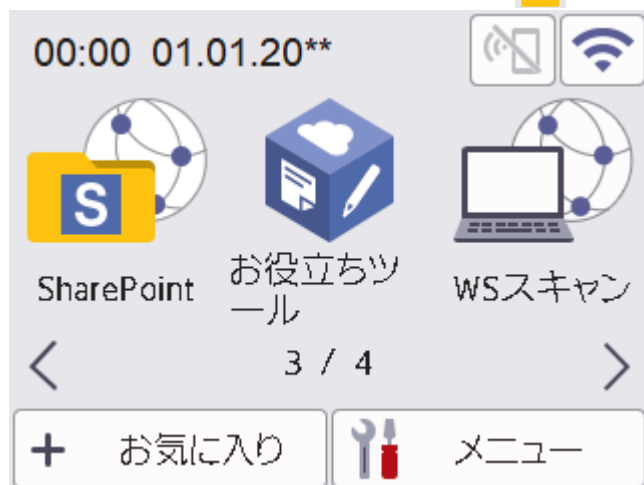 00:00 01.01.20**
S
SharePoint
お役立ちツ
ール
WSスキャン
3 / 4
お気に入り
メニュー